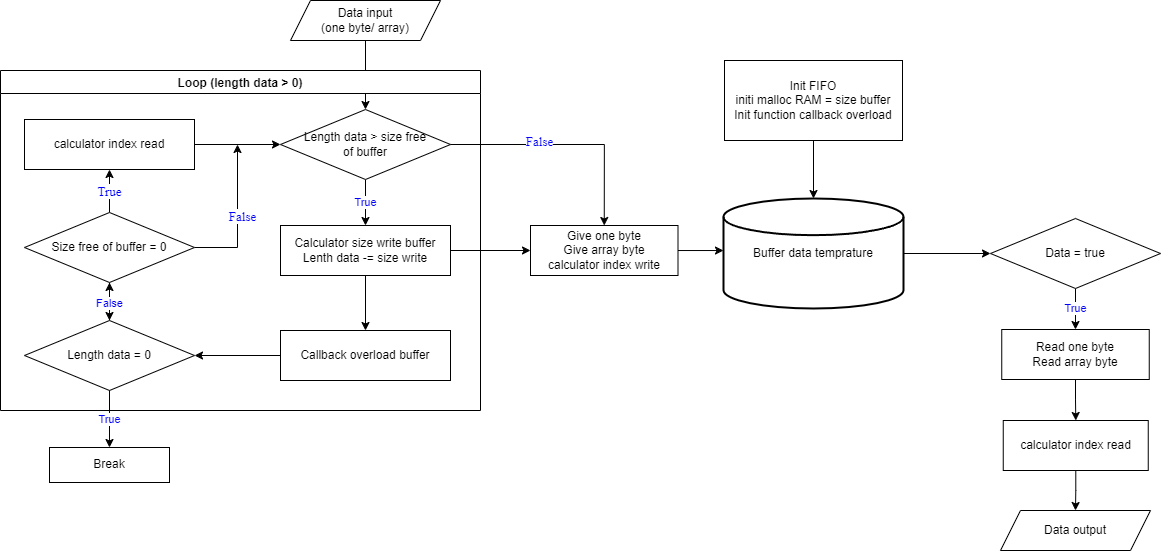 Data input
(one byte/ array)
Loop (length data > 0)
Length data > size free
of buffer
calculator index read
True
False
Size free of buffer = 0
True
Calculator size write buffer
Lenth data -= size write
False
Length data = 0
Callback overload buffer
True
Break
False
Give one byte
Give array byte
calculator index write
Init FIFO
initi malloc RAM = size buffer
Init function callback overload
Buffer data temprature
Data = true
True
Read one byte
Read array byte
calculator index read
Data output